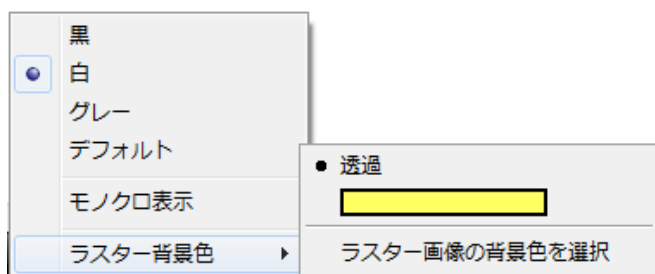 黒
白
グレー
デフォルト
モノクロ表示
ラスター背景色
透過
ラスター画像の背景色を選択